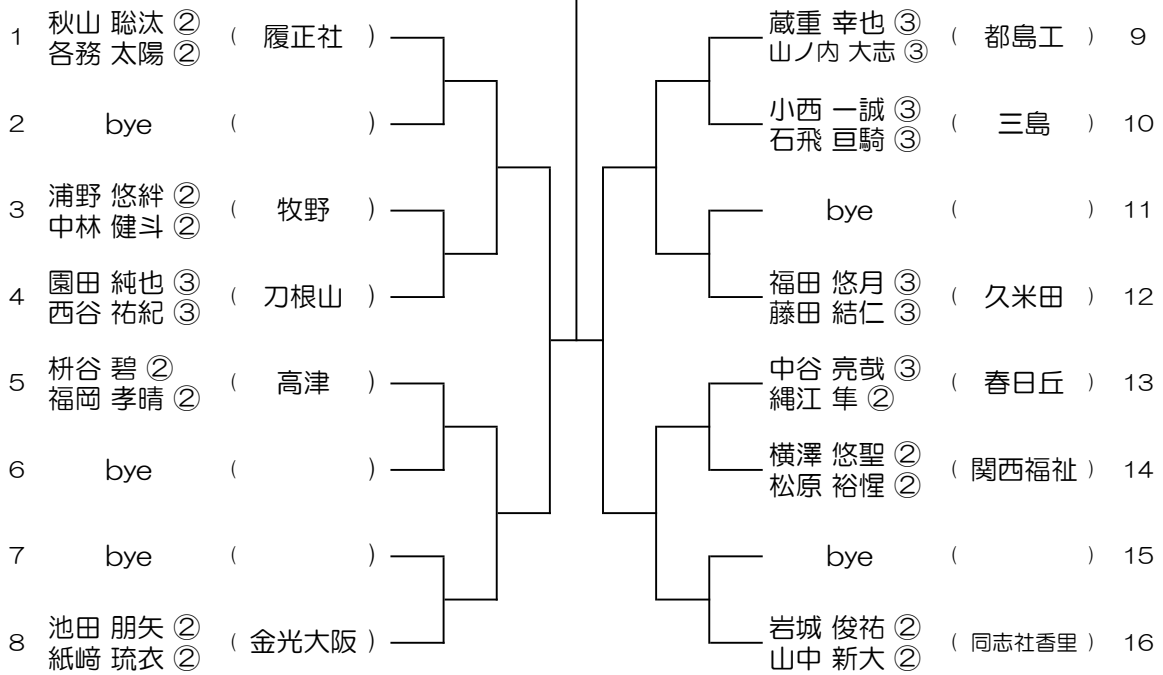 1 秋山 聡汰 ② ( 履正社 )
各務 太陽 ②
2 bye ( )
3 浦野 悠絆 ② ( 牧野 )
中林 健斗 ②
4 園田 純也 ③ ( 刀根山 )
西谷 祐紀 ③
5 枡谷 碧 ② ( 高津 )
福岡 孝晴 ②
6 bye ( )
7 bye ( )
8 池田 朋矢 ② ( 金光大阪 )
紙﨑 琉衣 ②
蔵重 幸也 ③ ( 都島工 ) 9
山ノ内 大志 ③
小西 一誠 ③ ( 三島 ) 10
石飛 亘騎 ③
bye ( ) 11
福田 悠月 ③ ( 久米田 ) 12
藤田 結仁 ③
中谷 亮哉 ③ ( 春日丘 ) 13
縄江 隼 ②
横澤 悠聖 ② ( 関西福祉 ) 14
松原 裕惺 ②
bye ( ) 15
岩城 俊祐 ② ( 同志社香里 ) 16
山中 新大 ②